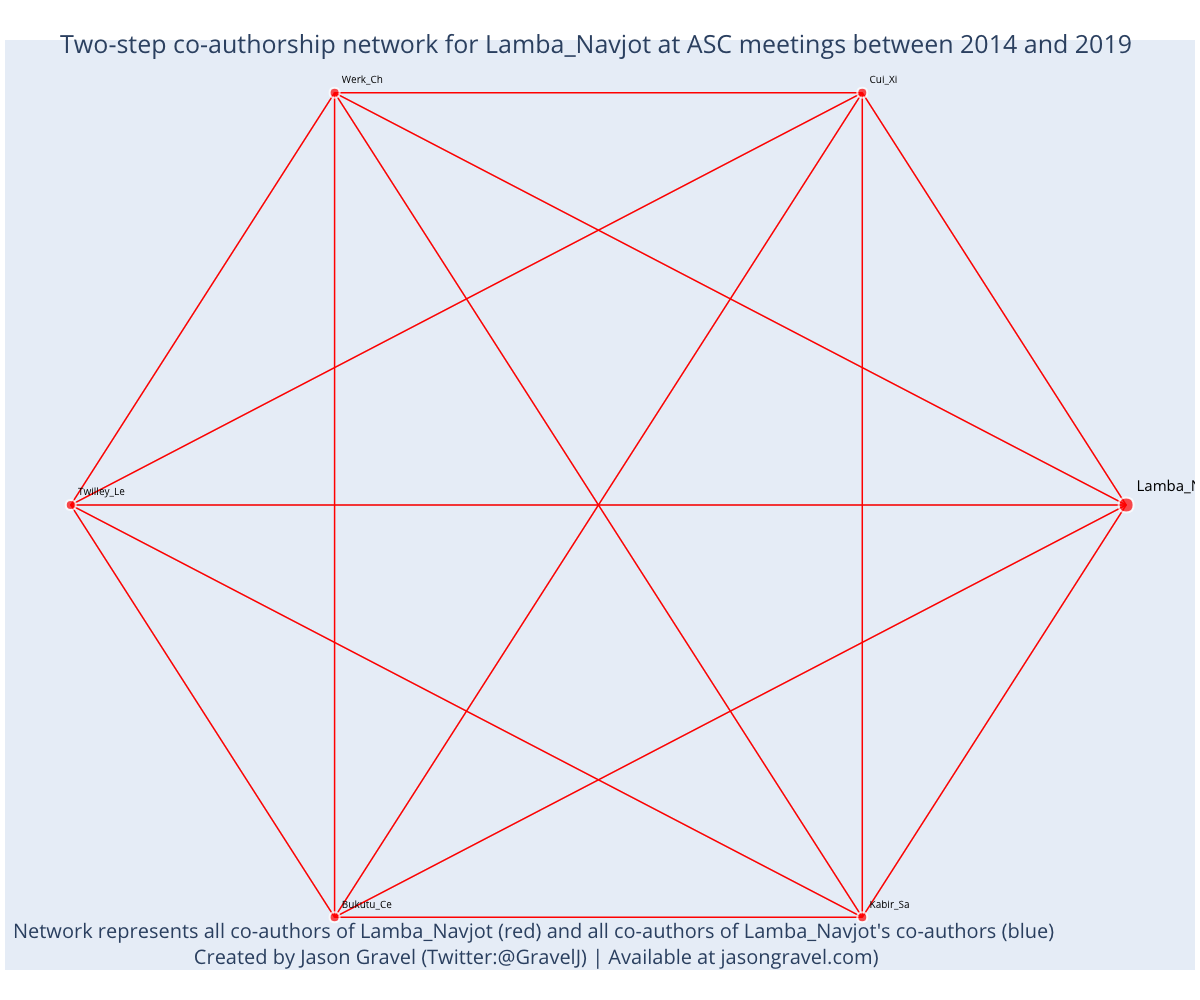 Two-step co-authorship network for Lamba_Navjot at ASC meetings between 2014 and 2019
Werk_Ch
Cui_Xi
Twilley_Le
Lamba_N
Bukutu_Ce
Kabir_Sa
Network represents all co-authors of Lamba_Navjot (red) and all co-authors of Lamba_Navjot's co-authors (blue)
Created by Jason Gravel (Twitter:@GravelJ) | Available at jasongravel.com)